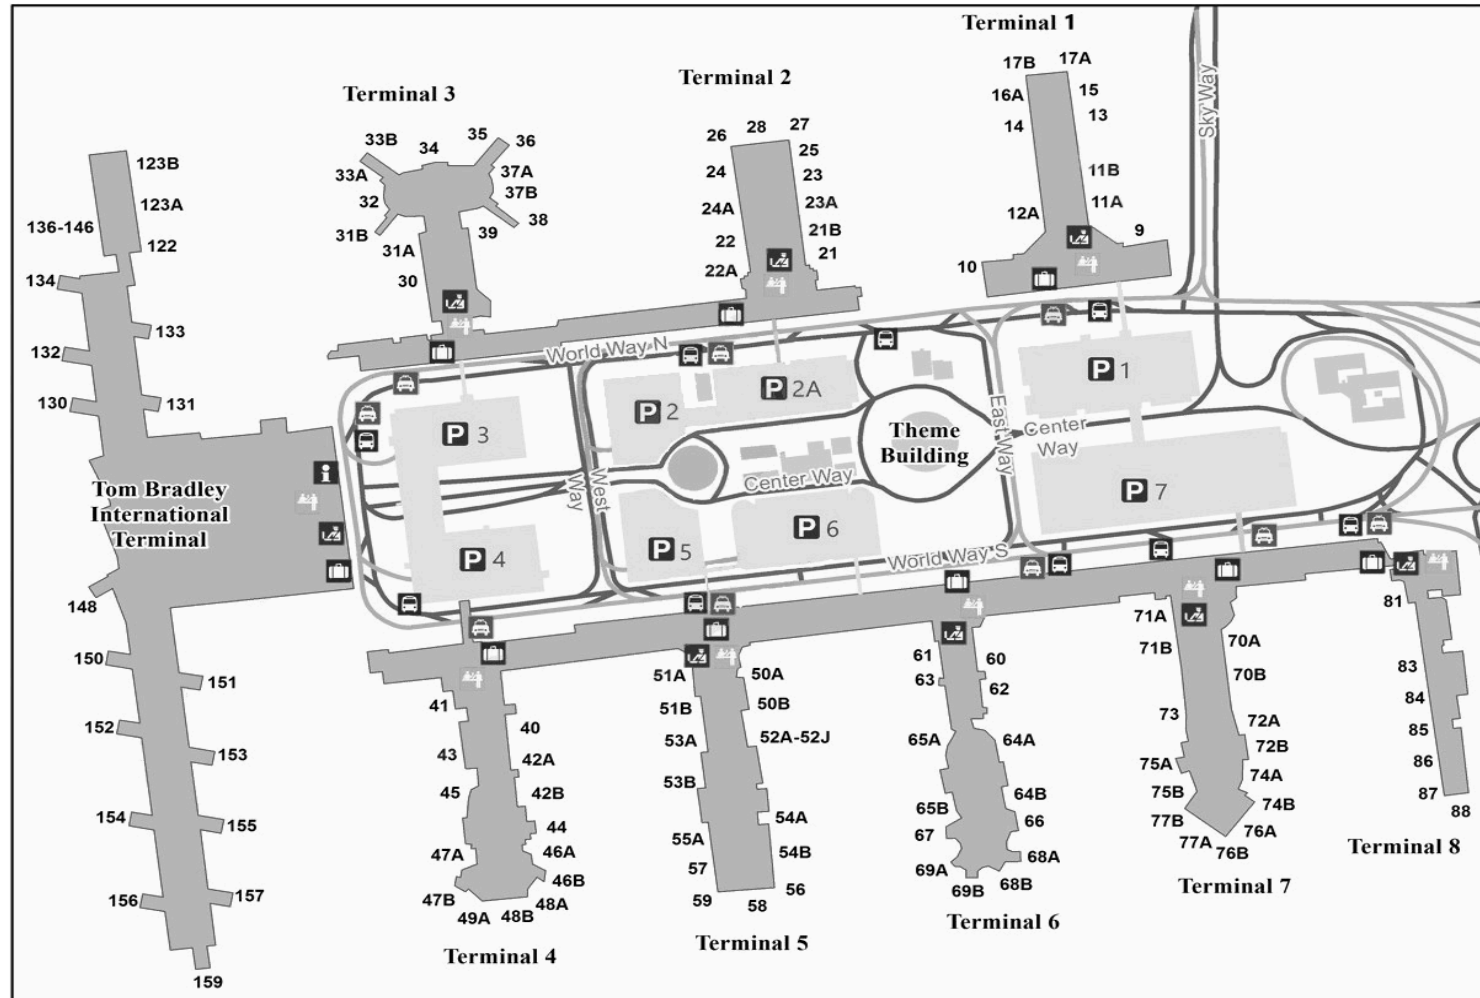 Terminal 1
17B
17A
16A
15
14
13
11B
11A
12A
9
10
Sky Way
Terminal 2
26
28
27
25
24
23
24A
23A
22
21B
22A
21
Terminal 3
33B
34
35
36
33A
37A
32
37B
31B
38
31A
39
30
123B
123A
136-146
122
134
133
132
131
130
Tom Bradley
International
Terminal
148
150
151
152
153
154
155
156
157
159
World Way N
P 3
P 2
P 2A
P 1
Theme
Building
East Way
Center
Way
Center Way
West
Way
P 4
P 5
P 6
P 7
World Way S
i
41
40
43
42A
45
42B
44
47A
46A
46B
47B
48A
49A
48B
Terminal 4
51A
50A
51B
50B
53A
52A-52J
53B
54A
55A
54B
57
56
59
58
Terminal 5
61
60
63
62
65A
64A
64B
65B
66
67
68A
69A
68B
69B
Terminal 6
71A
70A
71B
70B
73
72A
72B
75A
74A
75B
74B
77B
76A
77A
76B
Terminal 7
81
83
84
85
86
87
88
Terminal 8